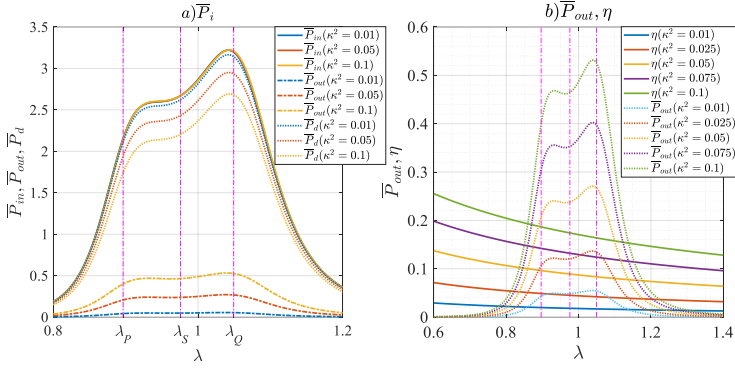 a)P̅_i
P̅_in, P̅_out, P̅_d
3.5
3
2.5
2
1.5
1
0.5
0
0.8
λ_P
λ_S
1
λ_Q
1.2
λ
P̅_in(κ² = 0.01)
P̅_in(κ² = 0.05)
P̅_in(κ² = 0.1)
P̅_out(κ² = 0.01)
P̅_out(κ² = 0.05)
P̅_out(κ² = 0.1)
P̅_d(κ² = 0.01)
P̅_d(κ² = 0.05)
P̅_d(κ² = 0.1)
b)P̅_out, η
P̅_out, η
0.6
0.5
0.4
0.3
0.2
0.1
0
0.6
0.8
1
1.2
1.4
λ
η(κ² = 0.01)
η(κ² = 0.025)
η(κ² = 0.05)
η(κ² = 0.075)
η(κ² = 0.1)
P̅_out(κ² = 0.01)
P̅_out(κ² = 0.025)
P̅_out(κ² = 0.05)
P̅_out(κ² = 0.075)
P̅_out(κ² = 0.1)